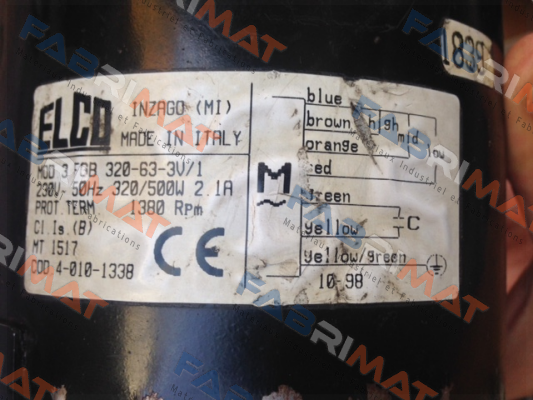 1839
ELCO
INZAGO (MI)
MADE IN ITALY
MOD 3 FGB 320-63-3V/1
230V~ 50Hz 320/500W 2.1A
PROT.TERM. 1380 Rpm
Cl.Is.(B)
MT 1517
COD.4-010-1338
CE
M
blue
brown high mid low
orange
red
green
yellow C
yellow/green
10-98
FABRIMAT